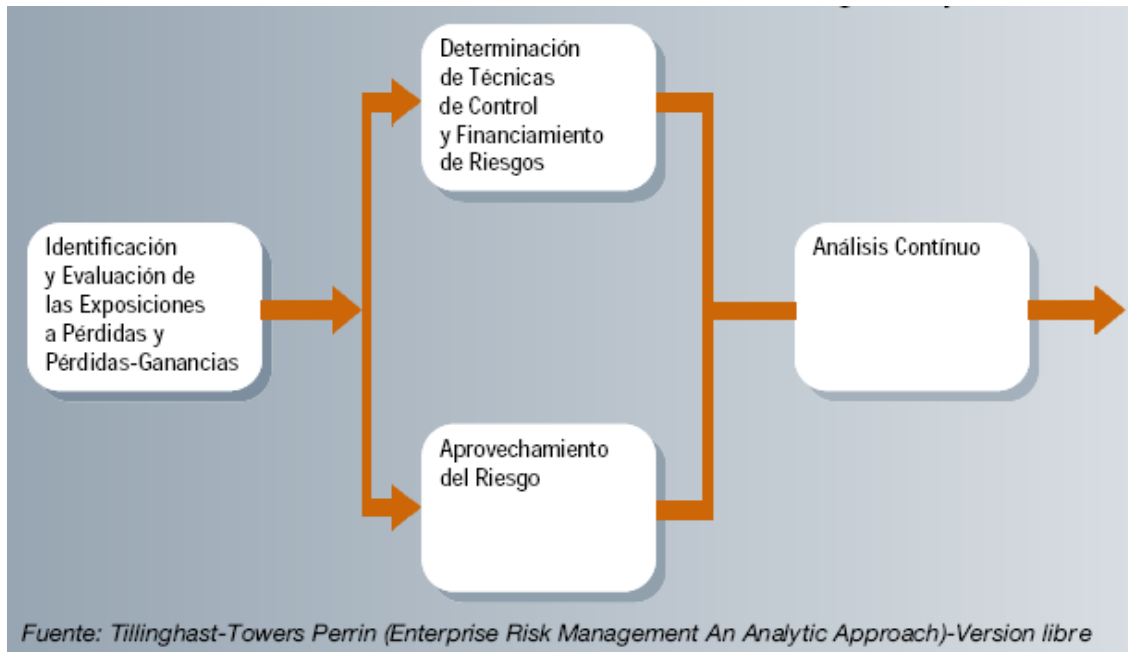 Determinación
de Técnicas
de Control
y Financiamiento
de Riesgos
Identificación
y Evaluación de
las Exposiciones
a Pérdidas y
Pérdidas-Ganancias
Análisis Contínuo
Aprovechamiento
del Riesgo
Fuente: Tillinghast-Towers Perrin (Enterprise Risk Management An Analytic Approach)-Version libre